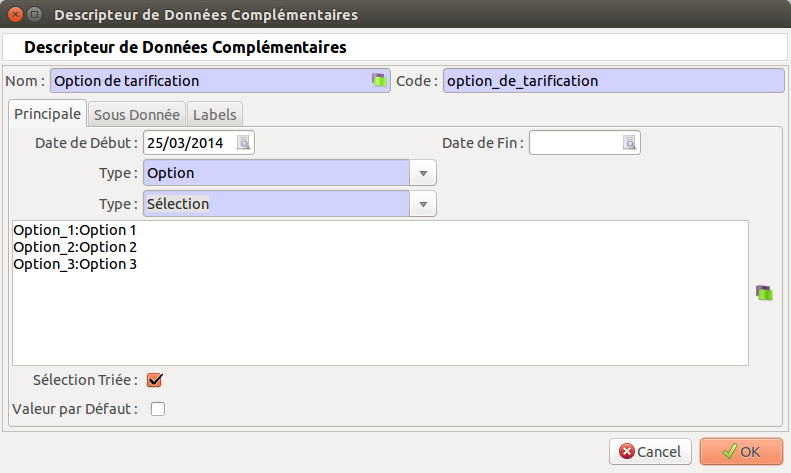 Descripteur de Données Complémentaires
Descripteur de Données Complémentaires
Nom : Option de tarification Code : option_de_tarification
Principale Sous Donnée Labels
Date de Début : 25/03/2014 Date de Fin :
Type : Option
Type : Sélection
Option_1:Option 1
Option_2:Option 2
Option_3:Option 3
Sélection Triée :
Valeur par Défaut :
Cancel OK